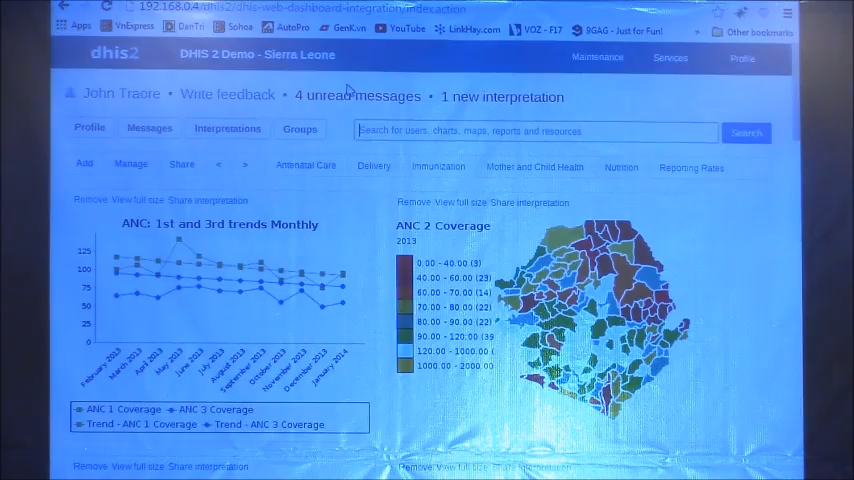 192.168.0.4/dhis2/dhis-web-dashboard-integration/index.action
Apps VnExpress DanTri Sohoa AutoPro GenK.vn YouTube LinkHay.com VOZ - F17 9GAG - Just for Fun! » Other bookmarks
dhis2 DHIS 2 Demo - Sierra Leone Maintenance Services Profile
John Traore • Write feedback • 4 unread messages • 1 new interpretation
Profile Messages Interpretations Groups Search for users, charts, maps, reports and resources Search
Add Manage Share < > Antenatal Care Delivery Immunization Mother and Child Health Nutrition Reporting Rates
Remove View full size Share interpretation
ANC: 1st and 3rd trends Monthly
125
100
75
50
25
0
February 2013 March 2013 April 2013 May 2013 June 2013 July 2013 August 2013 September 2013 October 2013 November 2013 December 2013 January 2014
ANC 1 Coverage ANC 3 Coverage
Trend - ANC 1 Coverage Trend - ANC 3 Coverage
Remove View full size Share interpretation
ANC 2 Coverage
2013
0.00 - 40.00 (3)
40.00 - 60.00 (23)
60.00 - 70.00 (14)
70.00 - 80.00 (22)
80.00 - 90.00 (22)
90.00 - 120.00 (39
120.00 - 1000.00 (
1000.00 - 2000.00
Remove View full size Share interpretation
Remove View full size Share interpretation